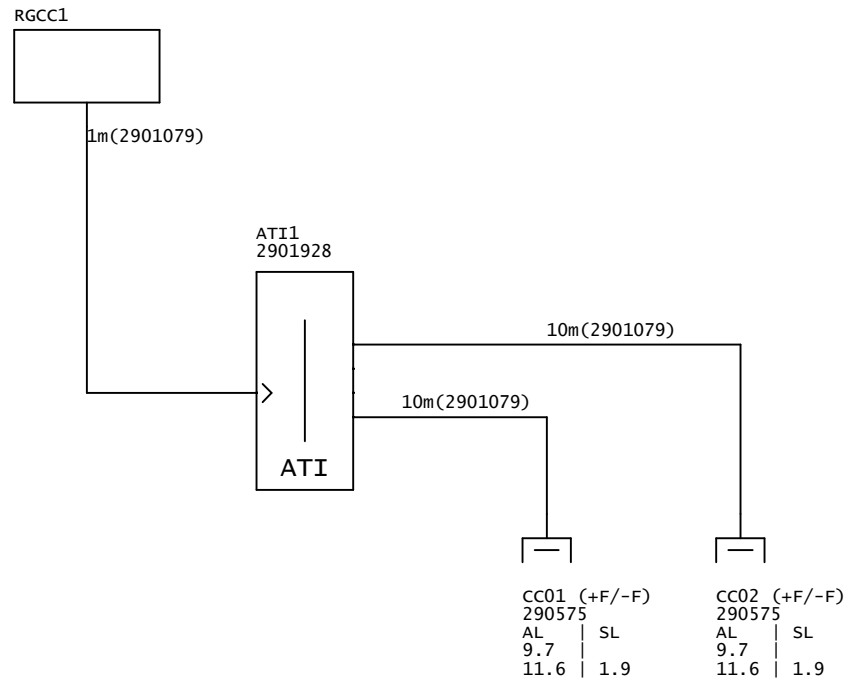 RGCC1
1m(2901079)
ATI1
2901928
10m(2901079)
10m(2901079)
ATI
CC01 (+F/-F)
290575
AL | SL
9.7 |
11.6 | 1.9
CC02 (+F/-F)
290575
AL | SL
9.7 |
11.6 | 1.9